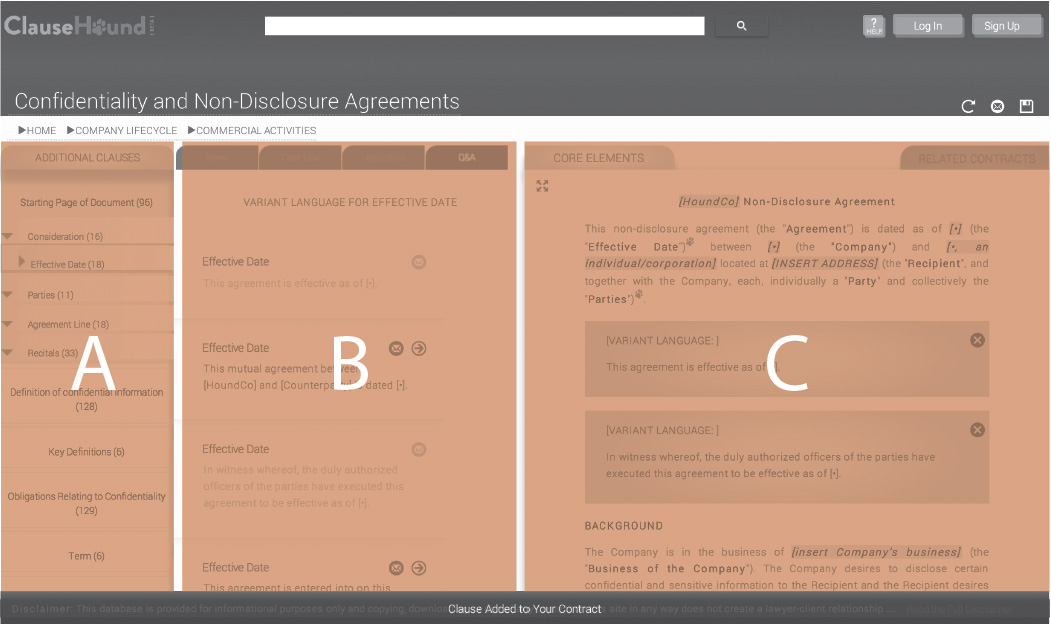 ClauseHound
? HELP
Log In
Sign Up
Confidentiality and Non-Disclosure Agreements
▶HOME ▶COMPANY LIFECYCLE ▶COMMERCIAL ACTIVITIES
ADDITIONAL CLAUSES
Starting Page of Document (96)
Consideration (16)
Effective Date (18)
Parties (11)
Agreement Line (18)
Recitals (33)
A
Definition of confidential information
(128)
Key Definitions (6)
Obligations Relating to Confidentiality
(129)
Term (6)
Q&A
VARIANT LANGUAGE FOR EFFECTIVE DATE
Effective Date
This agreement is effective as of [•].
Effective Date
B
This mutual agreement between
[HoundCo] and [Counterparty] is dated [•].
Effective Date
In witness whereof, the duly authorized
officers of the parties have executed this
agreement to be effective as of [•].
Effective Date
This agreement is entered into on this
CORE ELEMENTS
RELATED CONTRACTS
[HoundCo] Non-Disclosure Agreement
This non-disclosure agreement (the "Agreement") is dated as of [•] (the
"Effective Date") between [•] (the "Company") and [•, an
individual/corporation] located at [INSERT ADDRESS] (the "Recipient", and
together with the Company, each, individually a "Party" and collectively the
"Parties").
[VARIANT LANGUAGE: ]
This agreement is effective as of [•].
C
[VARIANT LANGUAGE: ]
In witness whereof, the duly authorized officers of the parties have
executed this agreement to be effective as of [•].
BACKGROUND
The Company is in the business of [insert Company's business] (the
"Business of the Company"). The Company desires to disclose certain
confidential and sensitive information to the Recipient and the Recipient desires
Disclaimer: This database is provided for informational purposes only and copying, downloa
Clause Added to Your Contract
site in any way does not create a lawyer-client relationship .... Read the Full Disclaimer